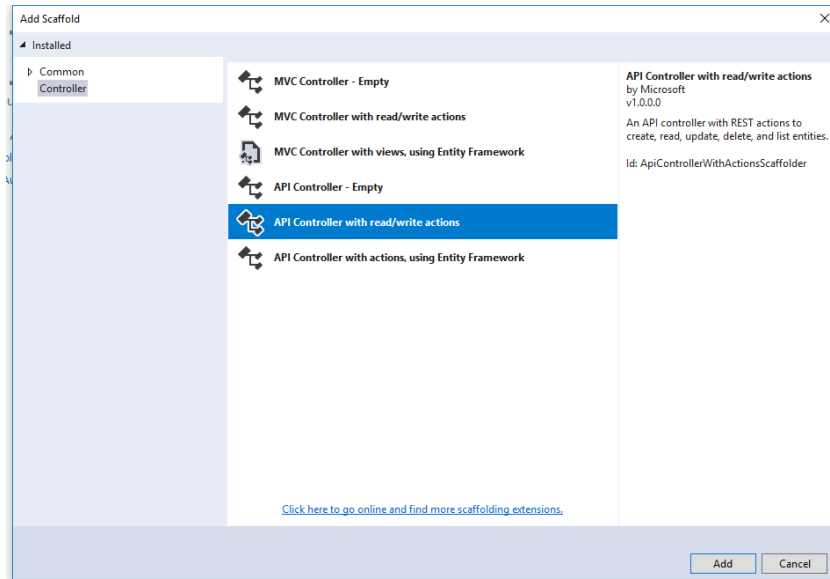 Add Scaffold
Installed
Common
Controller
MVC Controller - Empty
MVC Controller with read/write actions
MVC Controller with views, using Entity Framework
API Controller - Empty
API Controller with read/write actions
API Controller with actions, using Entity Framework
Click here to go online and find more scaffolding extensions.
API Controller with read/write actions
by Microsoft
v1.0.0.0
An API controller with REST actions to
create, read, update, delete, and list entities.
Id: ApiControllerWithActionsScaffolder
Add
Cancel